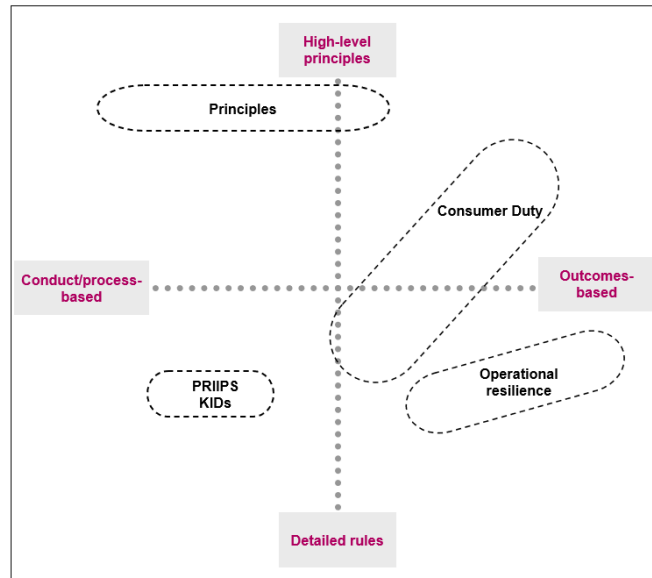 High-level
principles
Principles
Consumer Duty
Conduct/process-
based
Outcomes-
based
PRIIPS
KIDs
Operational
resilience
Detailed rules